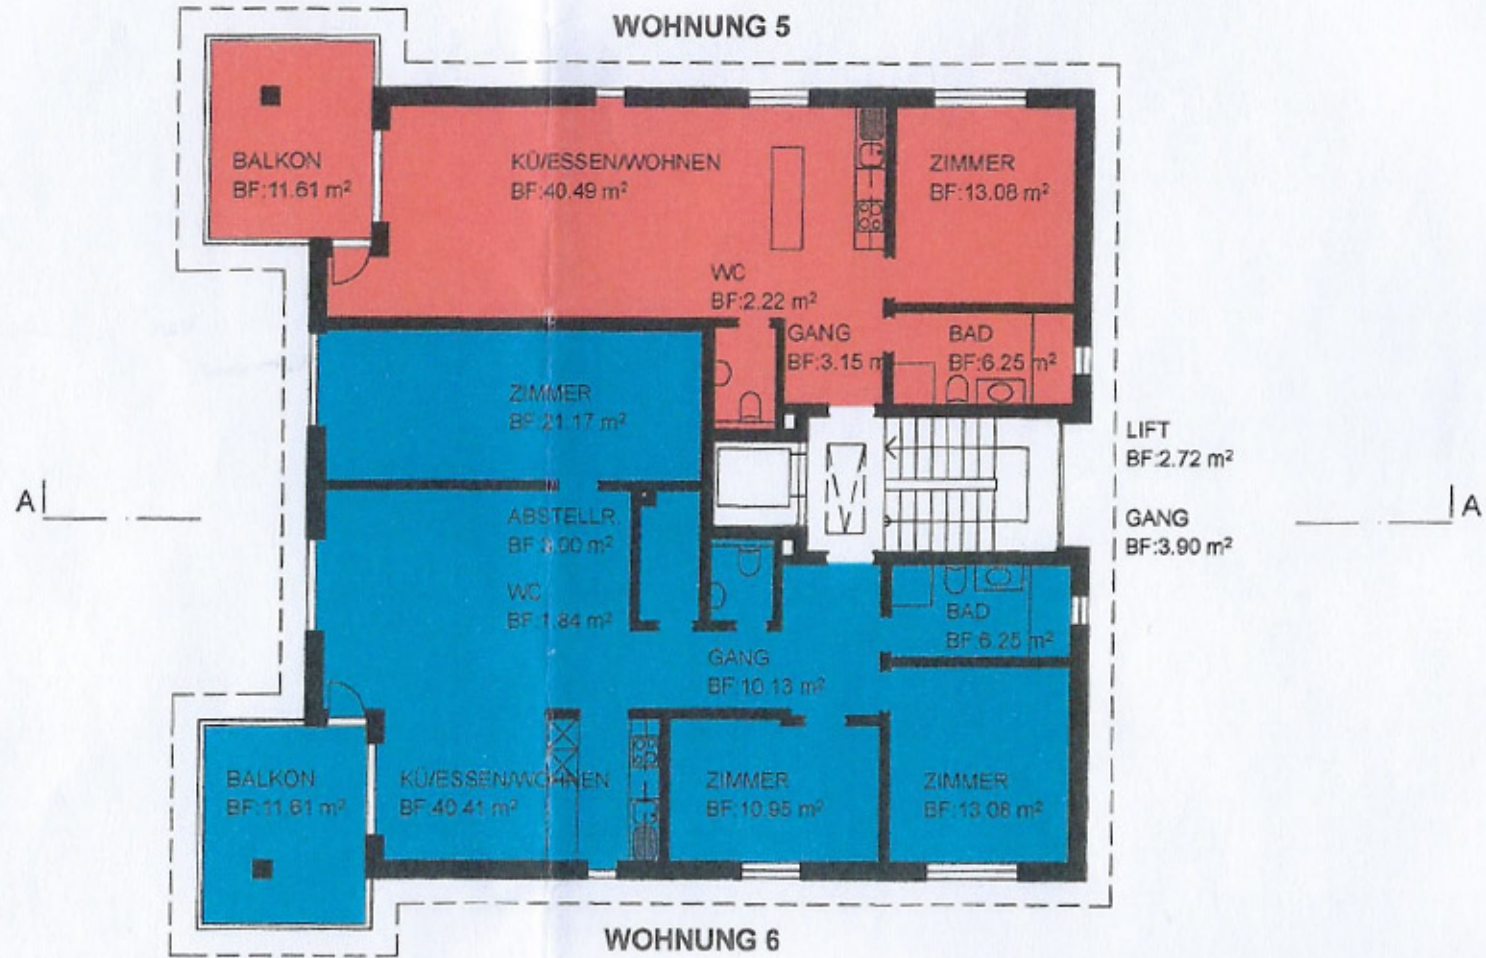 WOHNUNG 5
BALKON
BF:11.61 m²
KÜ/ESSEN/WOHNEN
BF:40.49 m²
ZIMMER
BF:13.08 m²
WC
BF:2.22 m²
GANG
BF:3.15 m
BAD
BF:6.25 m²
ZIMMER
BF:21.17 m²
LIFT
BF:2.72 m²
A
ABSTELLR.
BF:3.00 m²
GANG
BF:3.90 m²
A
WC
BF:1.84 m²
BAD
BF:6.25 m²
GANG
BF:10.13 m²
BALKON
BF:11.61 m²
KÜ/ESSEN/WOHNEN
BF:40.41 m²
ZIMMER
BF:10.95 m²
ZIMMER
BF:13.08 m²
WOHNUNG 6